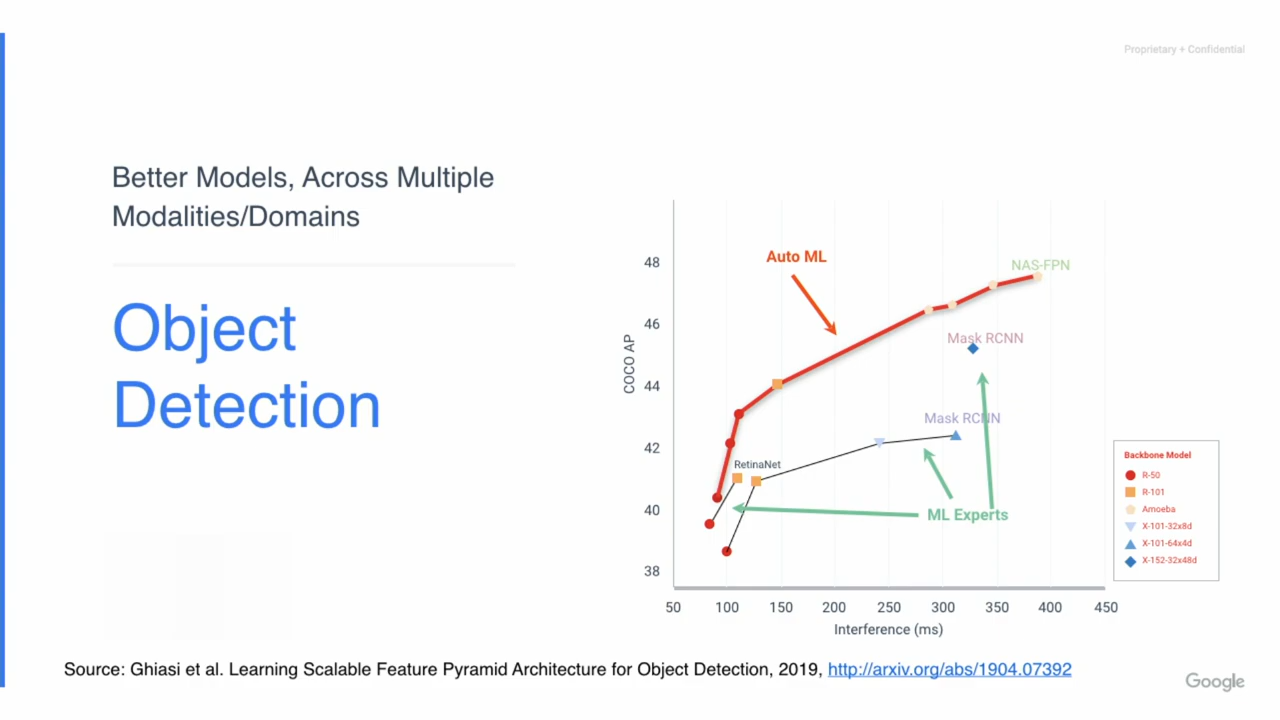 Proprietary + Confidential
Better Models, Across Multiple
Modalities/Domains
Object
Detection
Auto ML
NAS-FPN
Mask RCNN
Mask RCNN
RetinaNet
ML Experts
COCO AP
48
46
44
42
40
38
50 100 150 200 250 300 350 400 450
Interference (ms)
Backbone Model
R-50
R-101
Amoeba
X-101-32x8d
X-101-64x4d
X-152-32x48d
Source: Ghiasi et al. Learning Scalable Feature Pyramid Architecture for Object Detection, 2019, http://arxiv.org/abs/1904.07392
Google